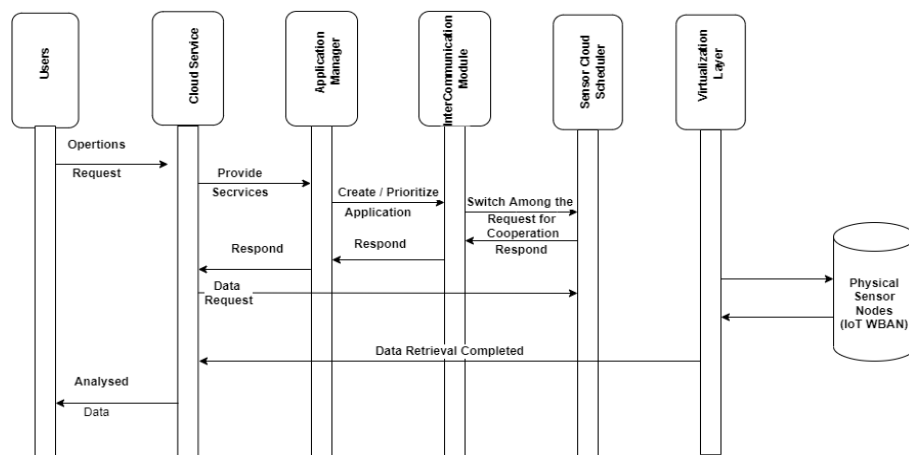 Users
Cloud Service
Application
Manager
InterCommunication
Module
Sensor Cloud
Scheduler
Virtualization
Layer
Opertions
Request
Provide
Secrvices
Create / Prioritize
Application
Switch Among the
Request for
Cooperation
Respond
Respond
Respond
Data
Request
Physical
Sensor
Nodes
(IoT WBAN)
Data Retrieval Completed
Analysed
Data